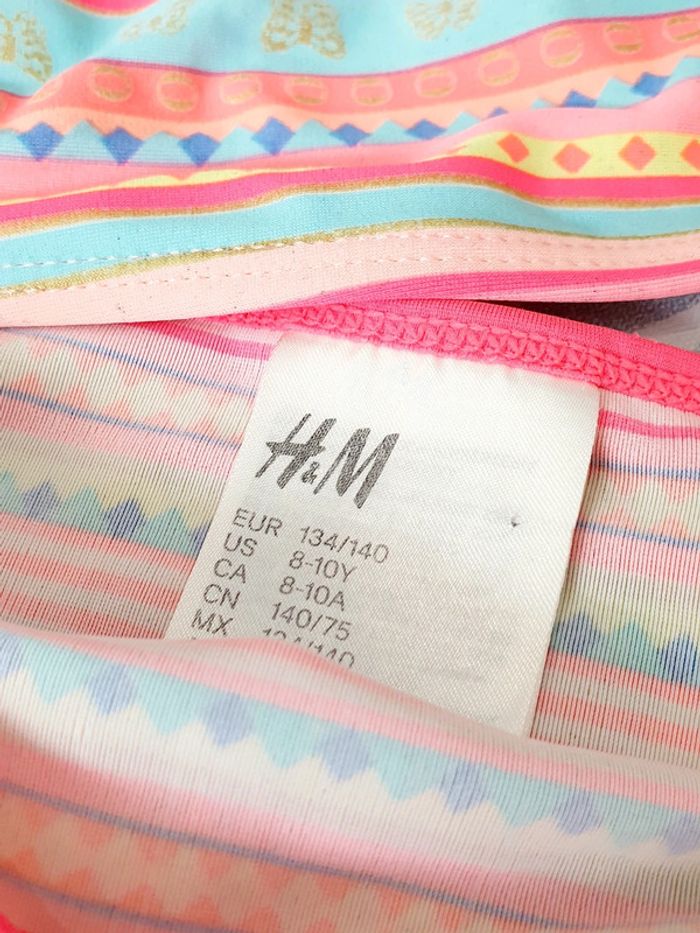 H&M
EUR 134/140
US 8-10Y
CA 8-10A
CN 140/75
MX 134/140